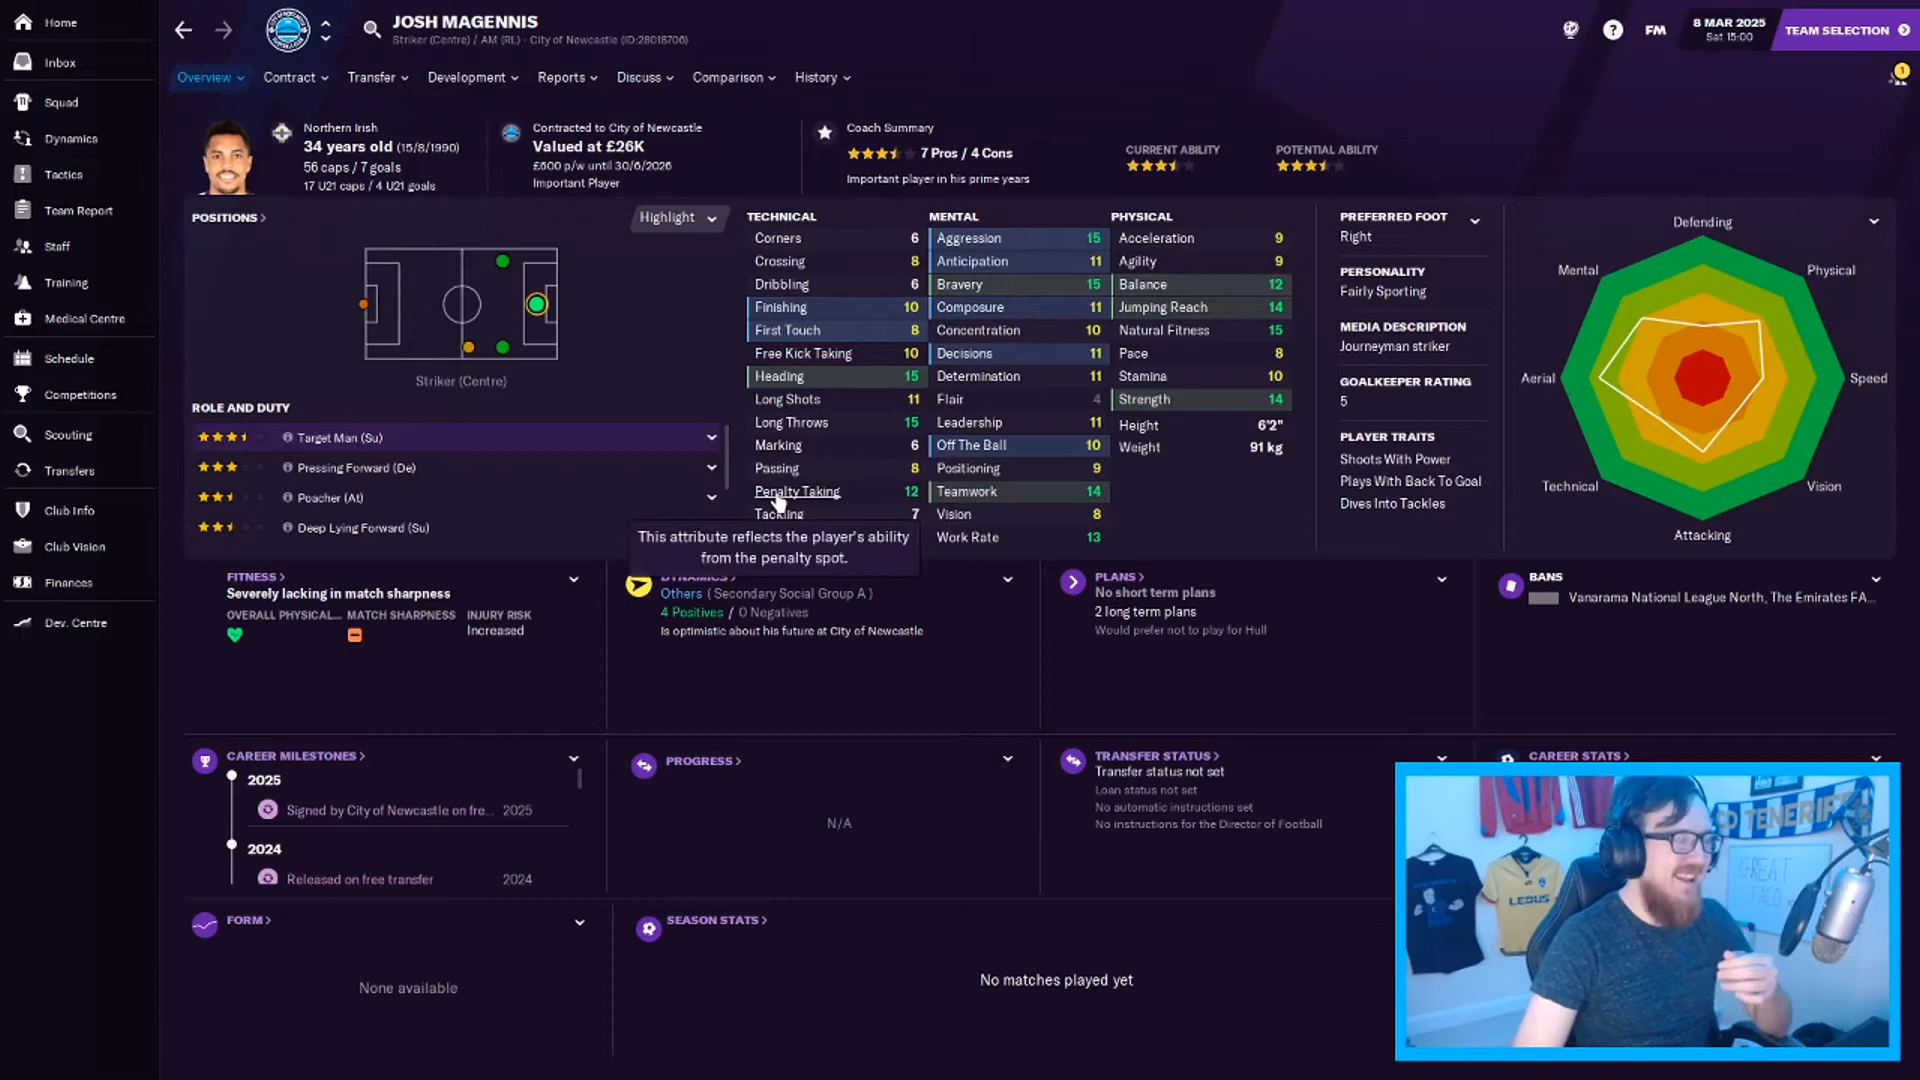 Home
Inbox
Squad
Dynamics
Tactics
Team Report
Staff
Training
Medical Centre
Schedule
Competitions
Scouting
Transfers
Club Info
Club Vision
Finances
Dev. Centre
JOSH MAGENNIS
Striker (Centre) / AM (RL) - City of Newcastle (ID:28018706)
FM
8 MAR 2025
Sat 15:00
TEAM SELECTION
1
Overview
Contract
Transfer
Development
Reports
Discuss
Comparison
History
Northern Irish
34 years old (15/8/1990)
56 caps / 7 goals
17 U21 caps / 4 U21 goals
Contracted to City of Newcastle
Valued at £26K
£600 p/w until 30/6/2026
Important Player
Coach Summary
7 Pros / 4 Cons
Important player in his prime years
CURRENT ABILITY
POTENTIAL ABILITY
POSITIONS >
Highlight
Striker (Centre)
ROLE AND DUTY
Target Man (Su)
Pressing Forward (De)
Poacher (At)
Deep Lying Forward (Su)
TECHNICAL
Corners 6
Crossing 8
Dribbling 6
Finishing 10
First Touch 8
Free Kick Taking 10
Heading 15
Long Shots 11
Long Throws 15
Marking 6
Passing 8
Penalty Taking 12
Tackling 7
This attribute reflects the player's ability
from the penalty spot.
MENTAL
Aggression 15
Anticipation 11
Bravery 15
Composure 11
Concentration 10
Decisions 11
Determination 11
Flair 4
Leadership 11
Off The Ball 10
Positioning 9
Teamwork 14
Vision 8
Work Rate 13
PHYSICAL
Acceleration 9
Agility 9
Balance 12
Jumping Reach 14
Natural Fitness 15
Pace 8
Stamina 10
Strength 14
Height 6'2"
Weight 91 kg
PREFERRED FOOT
Right
PERSONALITY
Fairly Sporting
MEDIA DESCRIPTION
Journeyman striker
GOALKEEPER RATING
5
PLAYER TRAITS
Shoots With Power
Plays With Back To Goal
Dives Into Tackles
Defending
Mental
Physical
Aerial
Speed
Technical
Vision
Attacking
FITNESS >
Severely lacking in match sharpness
OVERALL PHYSICAL... MATCH SHARPNESS INJURY RISK
Increased
DYNAMICS >
Others ( Secondary Social Group A )
4 Positives / 0 Negatives
Is optimistic about his future at City of Newcastle
PLANS >
No short term plans
2 long term plans
Would prefer not to play for Hull
BANS
Vanarama National League North, The Emirates FA...
CAREER MILESTONES >
2025
Signed by City of Newcastle on fre... 2025
2024
Released on free transfer 2024
PROGRESS >
N/A
TRANSFER STATUS >
Transfer status not set
Loan status not set
No automatic instructions set
No instructions for the Director of Football
CAREER STATS >
FORM >
None available
SEASON STATS >
No matches played yet
TENERIF
GREAT
LEBUS